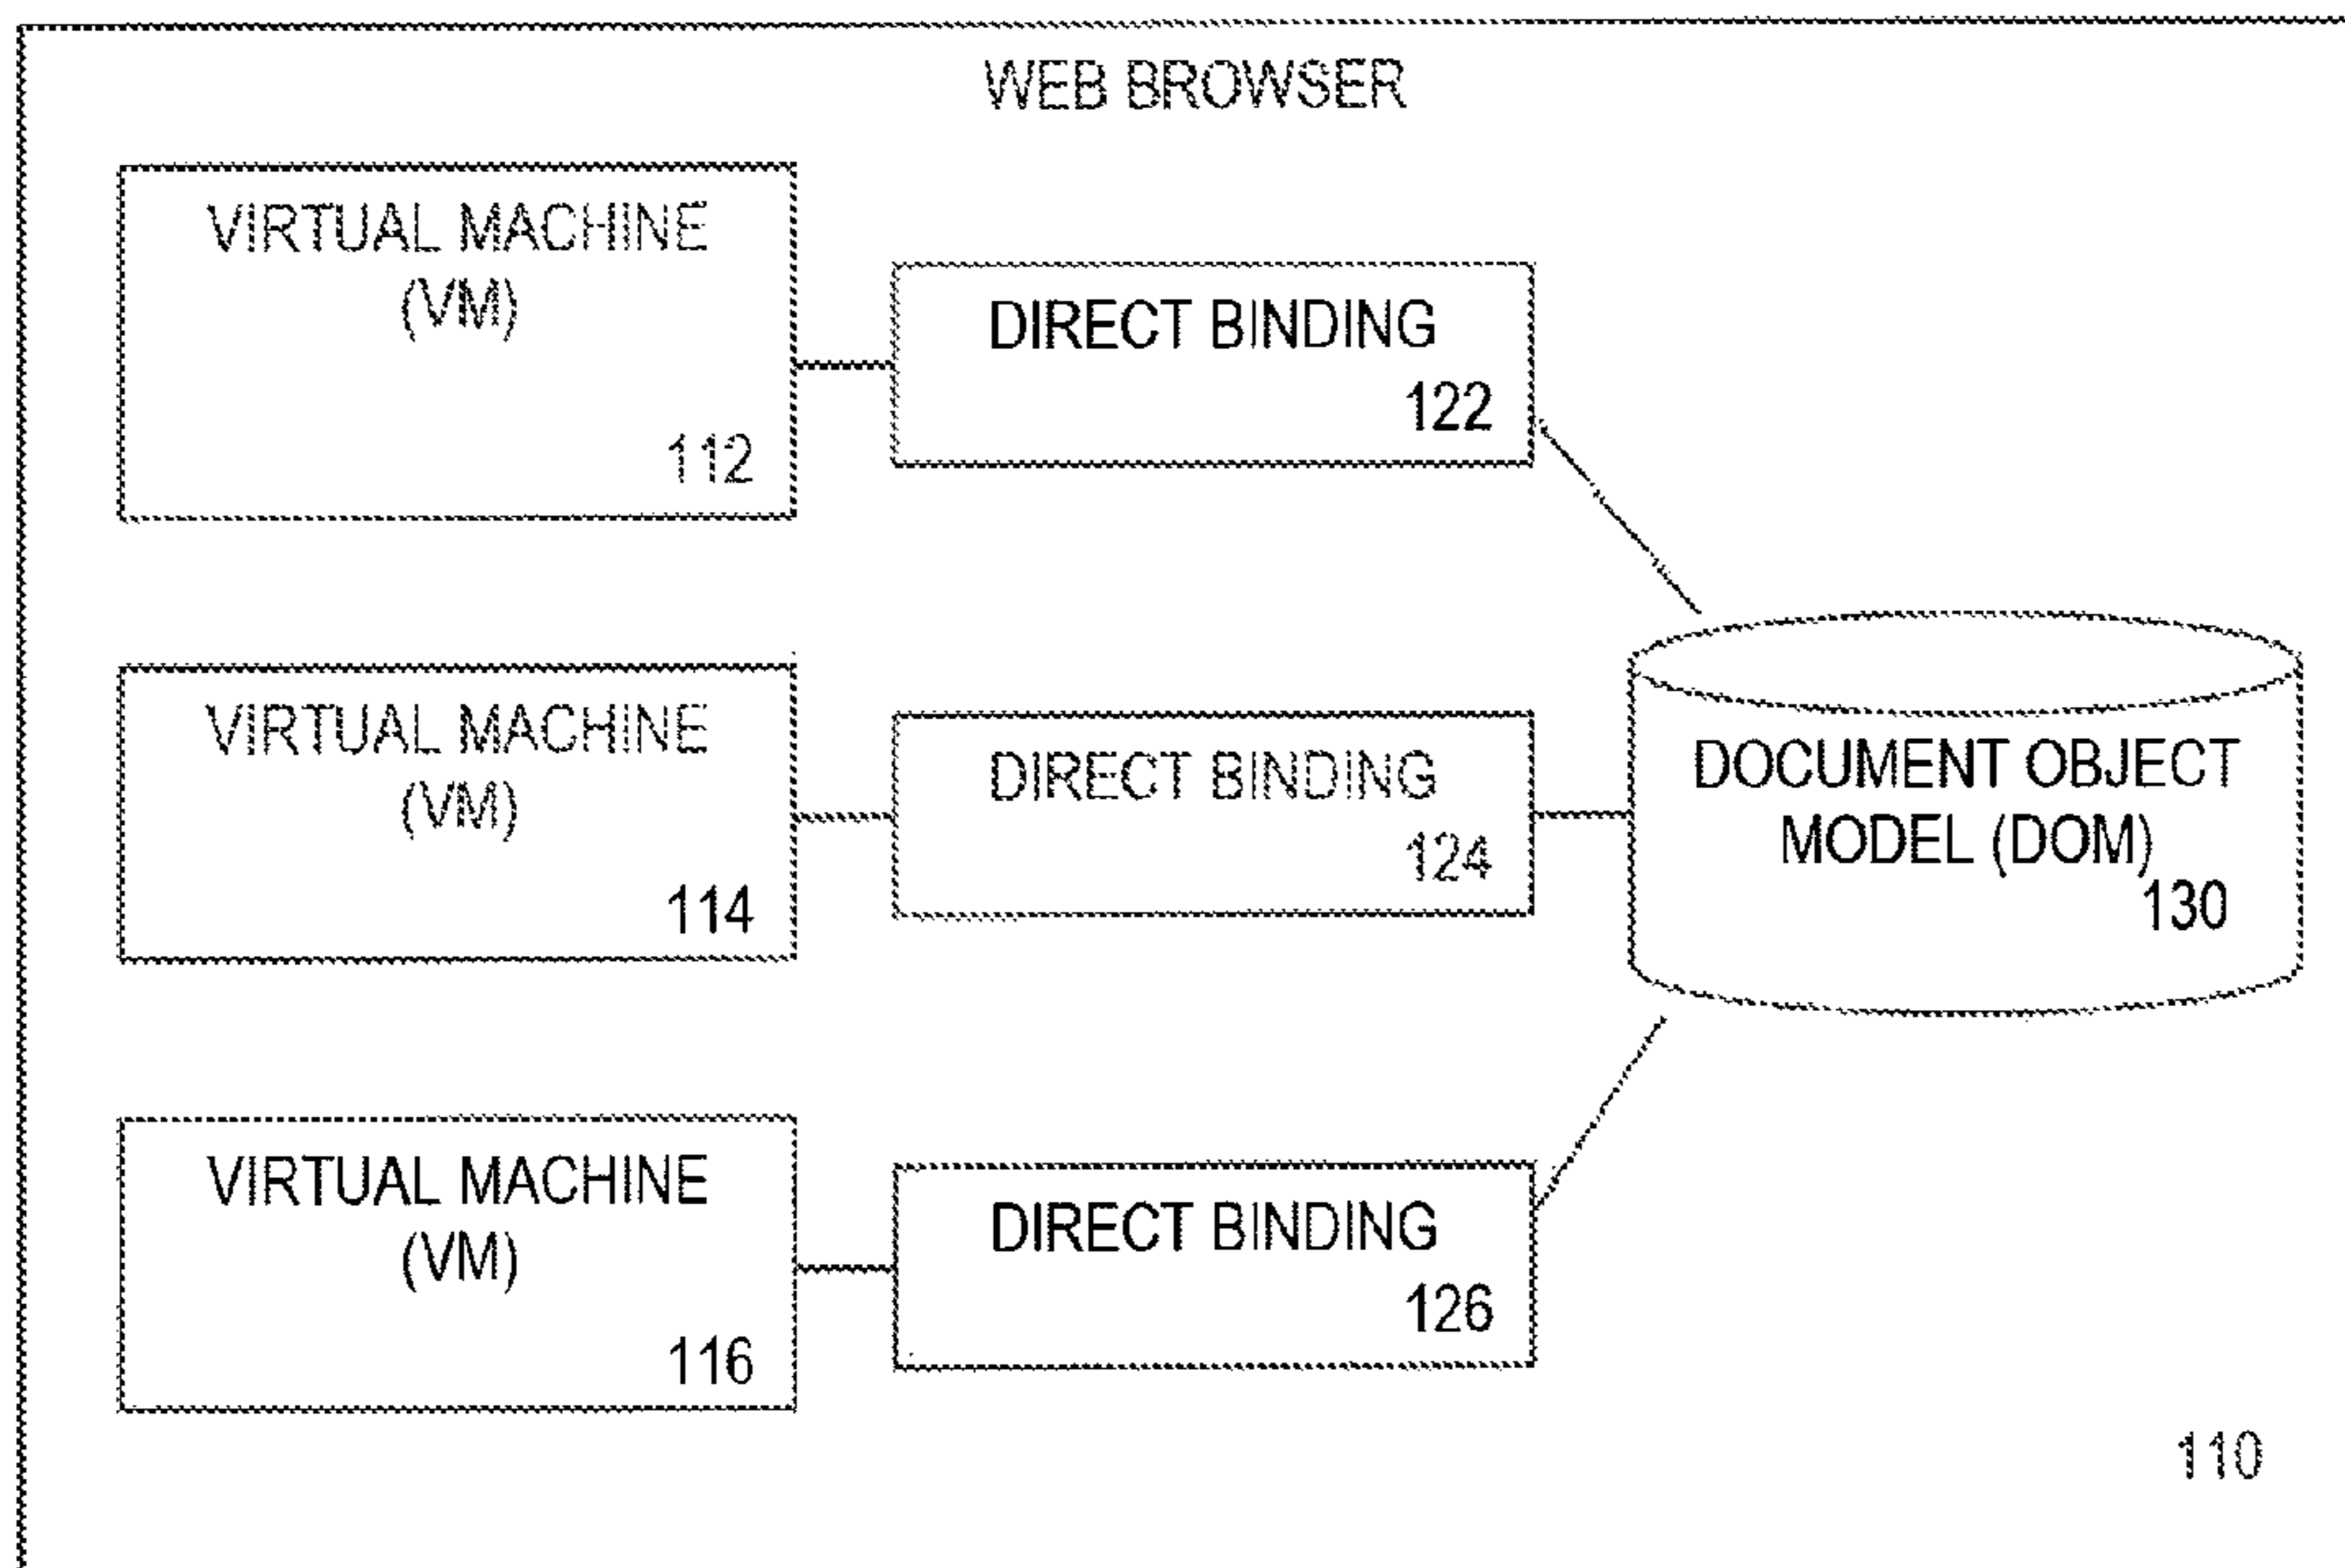 WEB BROWSER
VIRTUAL MACHINE
(VM)
112
DIRECT BINDING
122
VIRTUAL MACHINE
(VM)
114
DIRECT BINDING
124
DOCUMENT OBJECT
MODEL (DOM)
130
VIRTUAL MACHINE
(VM)
116
DIRECT BINDING
126
110